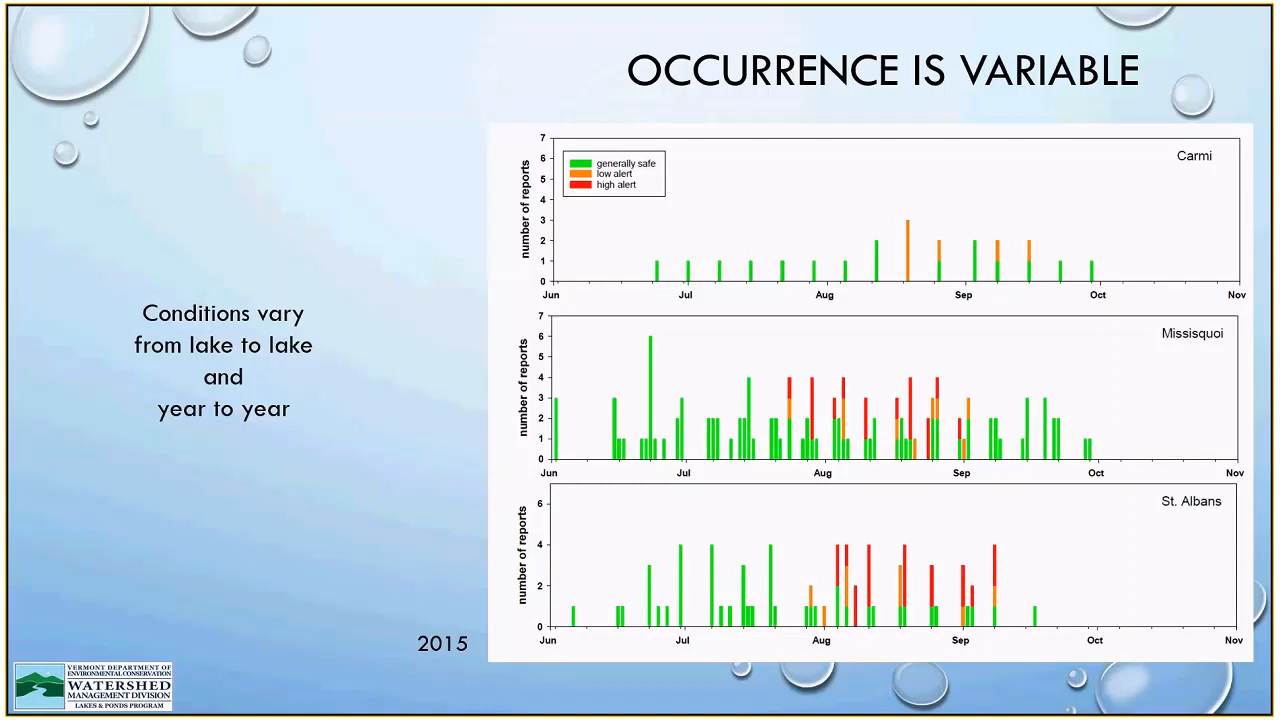 OCCURRENCE IS VARIABLE
Conditions vary
from lake to lake
and
year to year
2015
7
6
5
4
3
2
1
0
number of reports
generally safe
low alert
high alert
Carmi
Jun Jul Aug Sep Oct Nov
7
6
5
4
3
2
1
0
number of reports
Missisquoi
Jun Jul Aug Sep Oct Nov
6
4
2
0
number of reports
St. Albans
Jun Jul Aug Sep Oct Nov
VERMONT DEPARTMENT OF
ENVIRONMENTAL CONSERVATION
WATERSHED
MANAGEMENT DIVISION
LAKES & PONDS PROGRAM